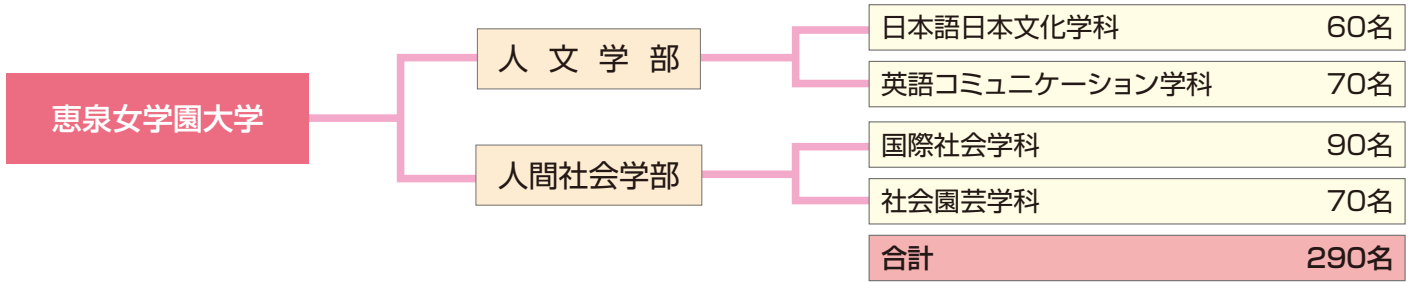 恵泉女学園大学
人文学部
日本語日本文化学科 60名
英語コミュニケーション学科 70名
人間社会学部
国際社会学科 90名
社会園芸学科 70名
合計 290名